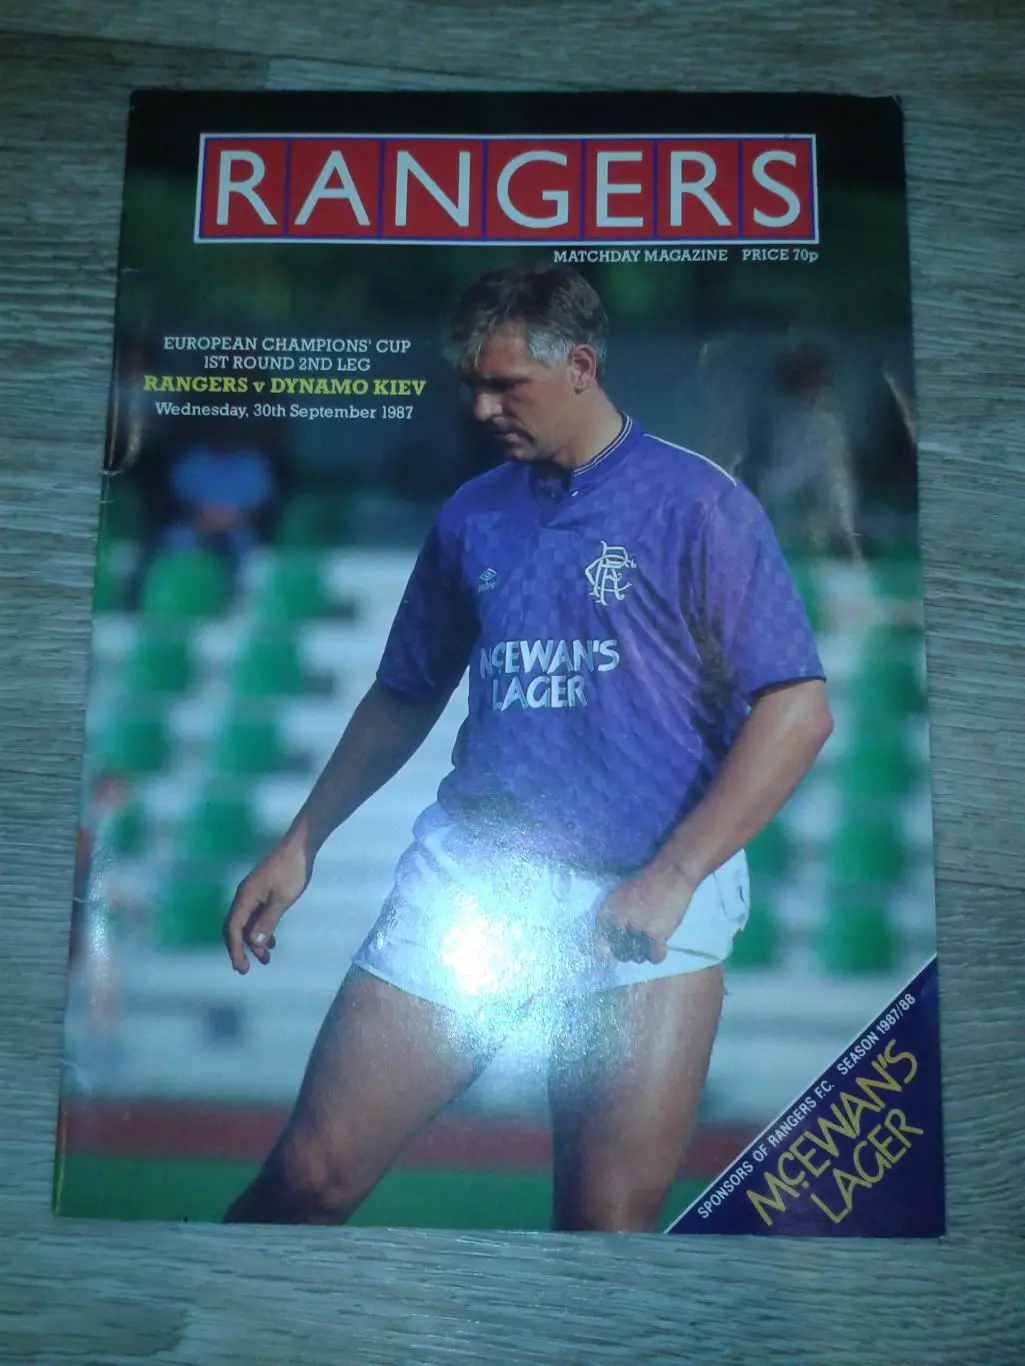 RANGERS
MATCHDAY MAGAZINE PRICE 70p
EUROPEAN CHAMPIONS' CUP
1ST ROUND 2ND LEG
RANGERS v DYNAMO KIEV
Wednesday, 30th September 1987
umbro
McEWAN'S
LAGER
SPONSORS OF RANGERS F.C. SEASON 1987/88
McEWAN'S
LAGER